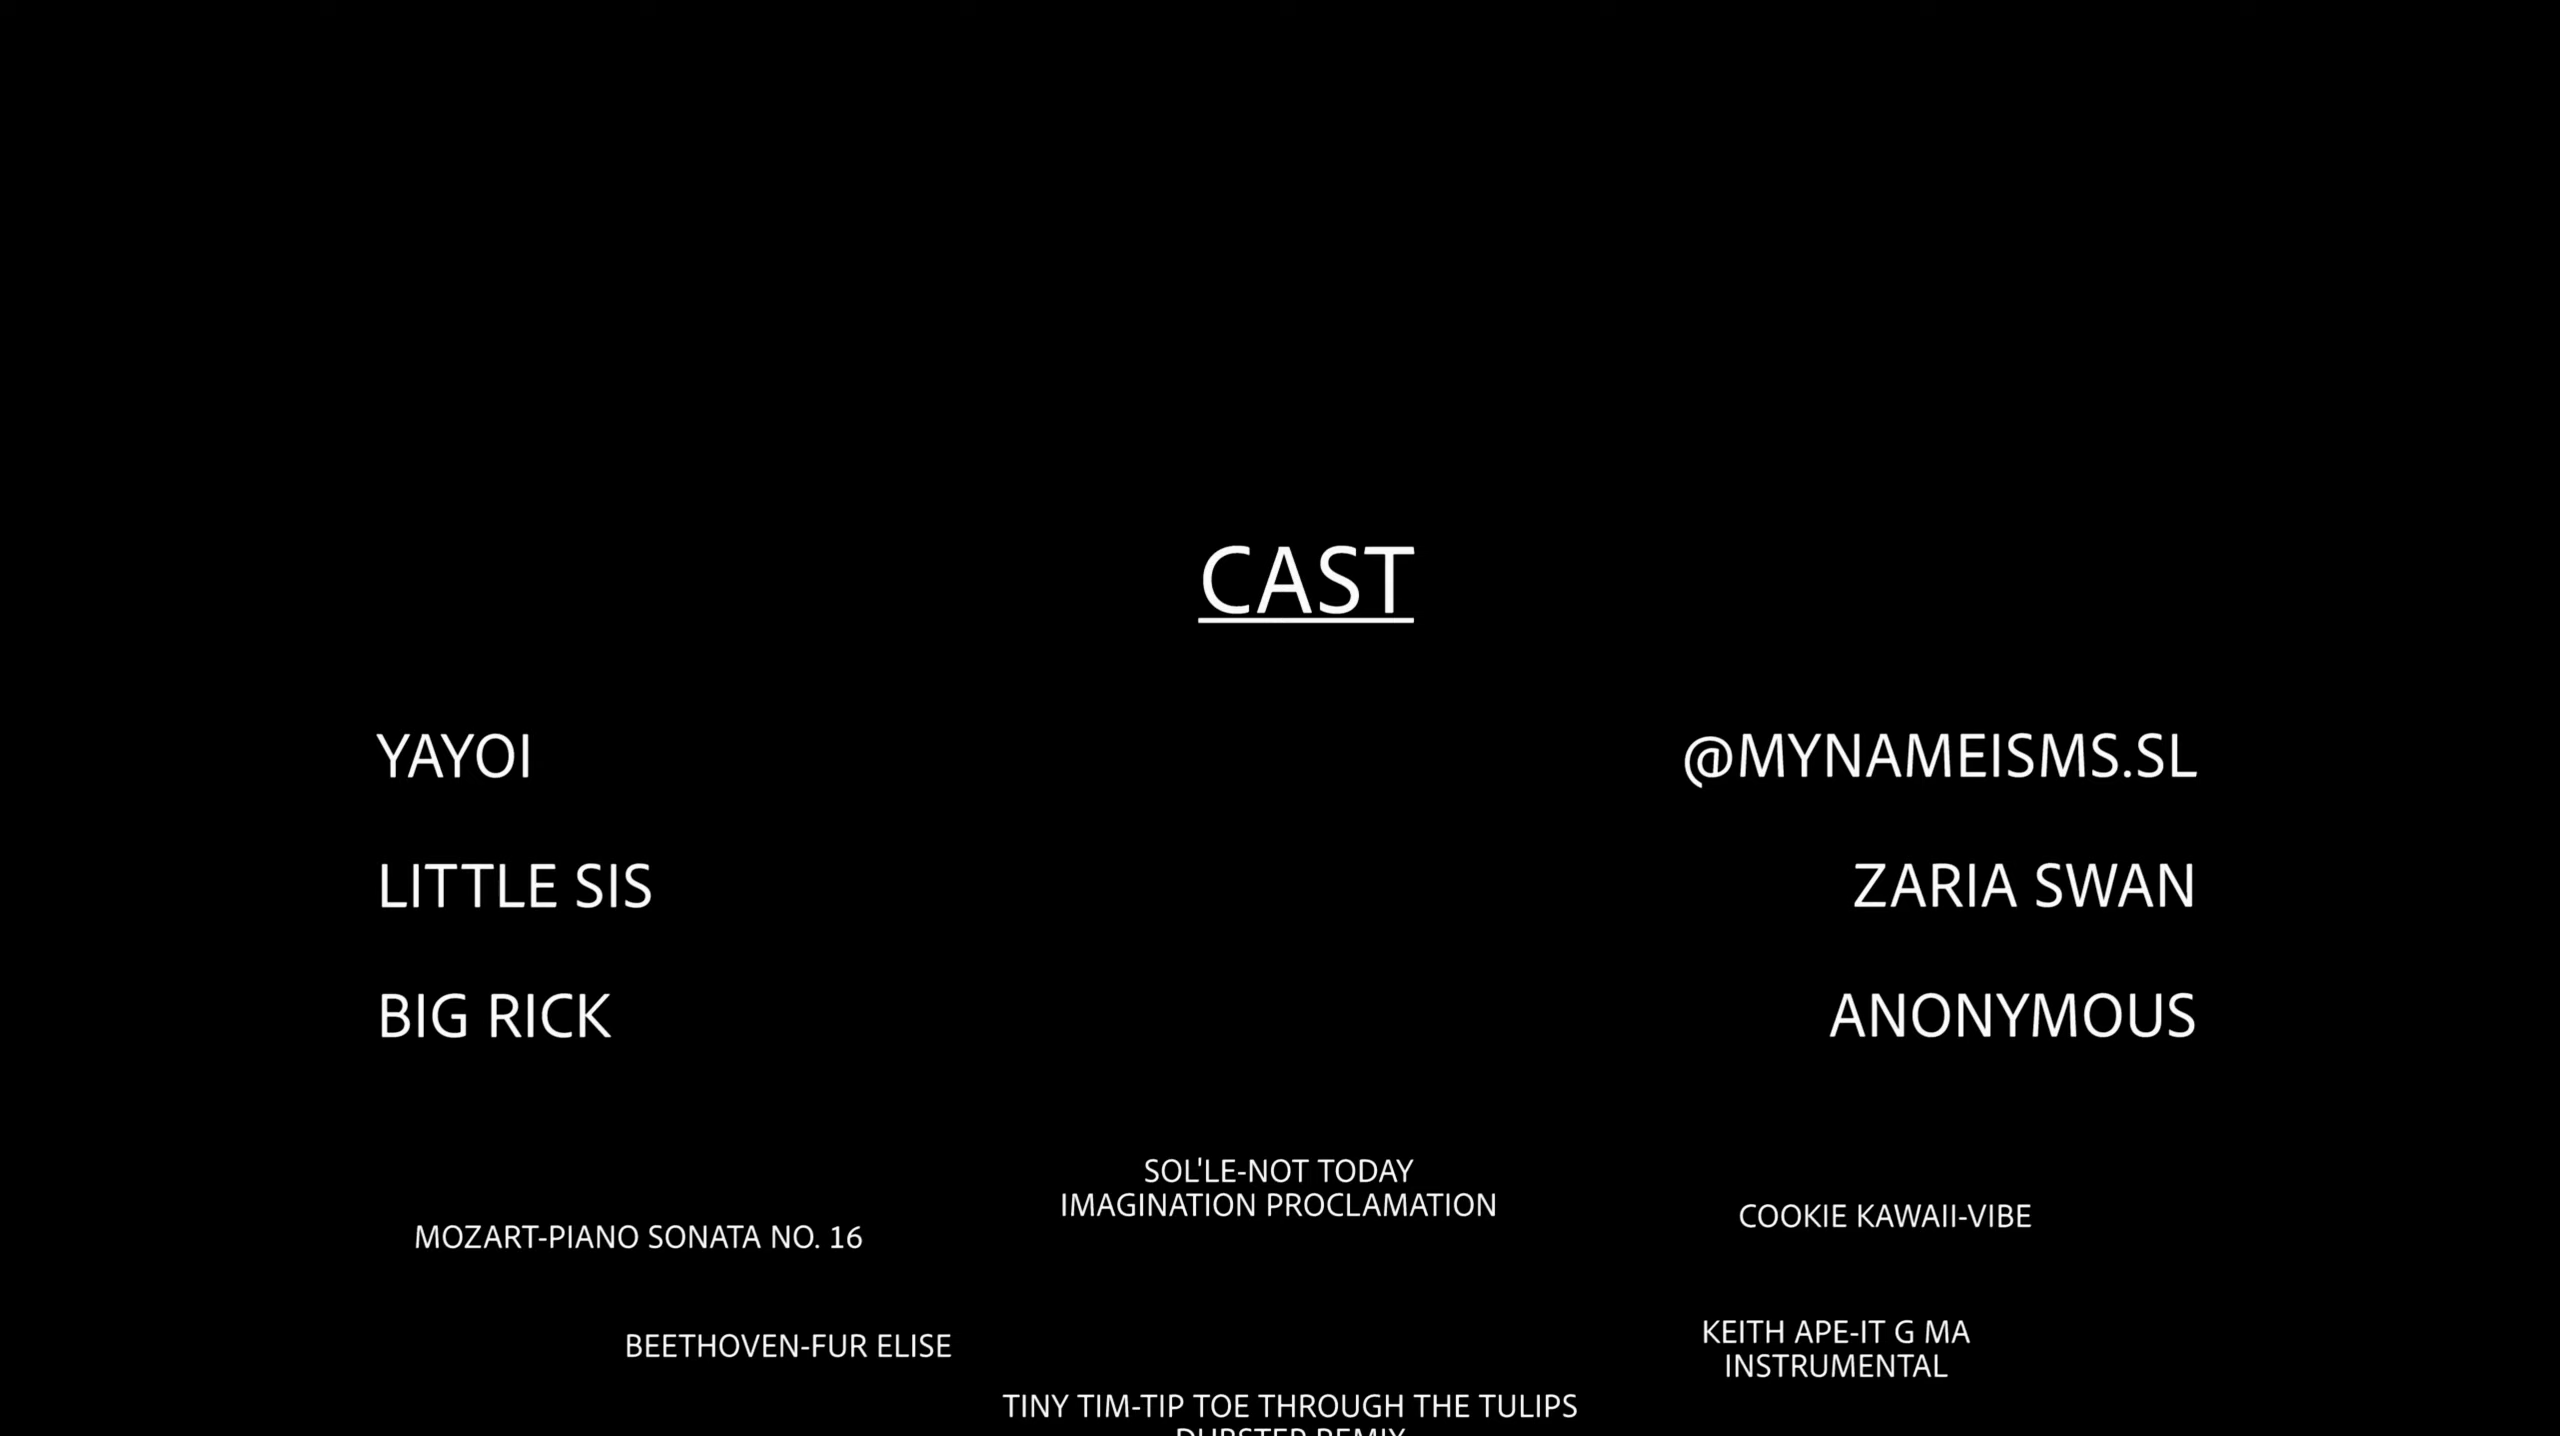 CAST
YAYOI @MYNAMEISMS.SL
LITTLE SIS ZARIA SWAN
BIG RICK ANONYMOUS
SOL'LE-NOT TODAY
IMAGINATION PROCLAMATION
COOKIE KAWAII-VIBE
MOZART-PIANO SONATA NO. 16
KEITH APE-IT G MA
INSTRUMENTAL
BEETHOVEN-FUR ELISE
TINY TIM-TIP TOE THROUGH THE TULIPS
DUBSTEP REMIX